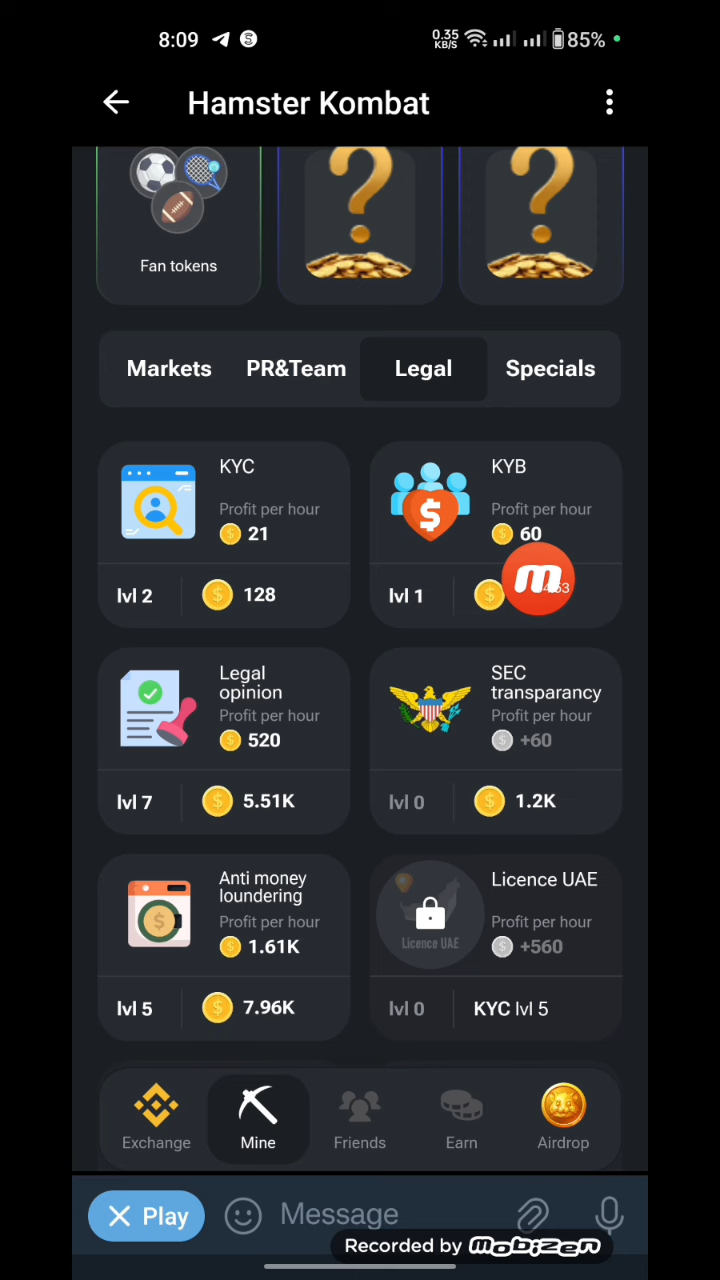 8:09
0.35
KB/S
85%
Hamster Kombat
Fan tokens
Markets
PR&Team
Legal
Specials
KYC
Profit per hour
21
lvl 2
128
KYB
Profit per hour
60
lvl 1
Legal
opinion
Profit per hour
520
lvl 7
5.51K
SEC
transparancy
Profit per hour
+60
lvl 0
1.2K
Anti money
loundering
Profit per hour
1.61K
lvl 5
7.96K
Licence UAE
Licence UAE
Profit per hour
+560
lvl 0
KYC lvl 5
Exchange
Mine
Friends
Earn
Airdrop
Play
Message
Recorded by mobizen